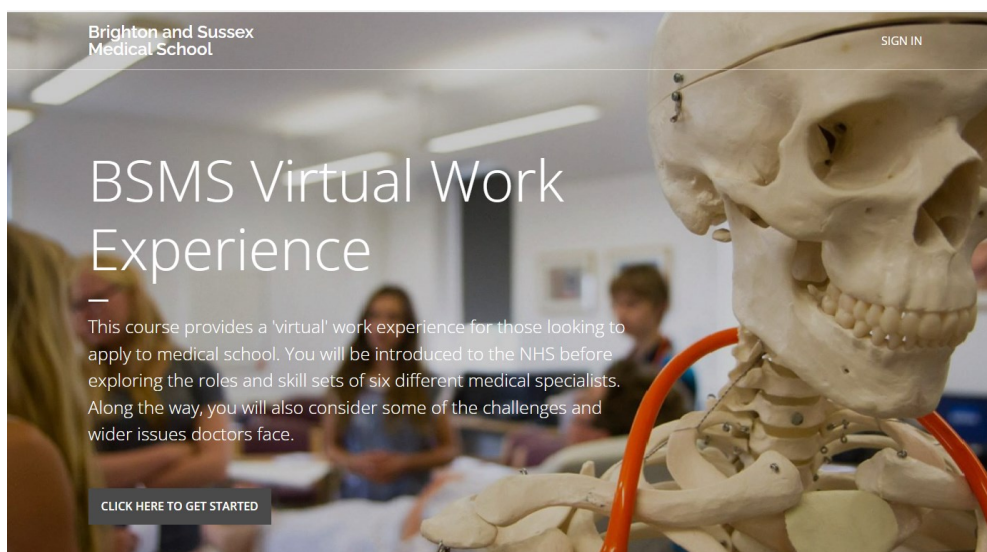 Brighton and Sussex
Medical School
SIGN IN
BSMS Virtual Work
Experience
This course provides a 'virtual' work experience for those looking to
apply to medical school. You will be introduced to the NHS before
exploring the roles and skill sets of six different medical specialists.
Along the way, you will also consider some of the challenges and
wider issues doctors face.
CLICK HERE TO GET STARTED